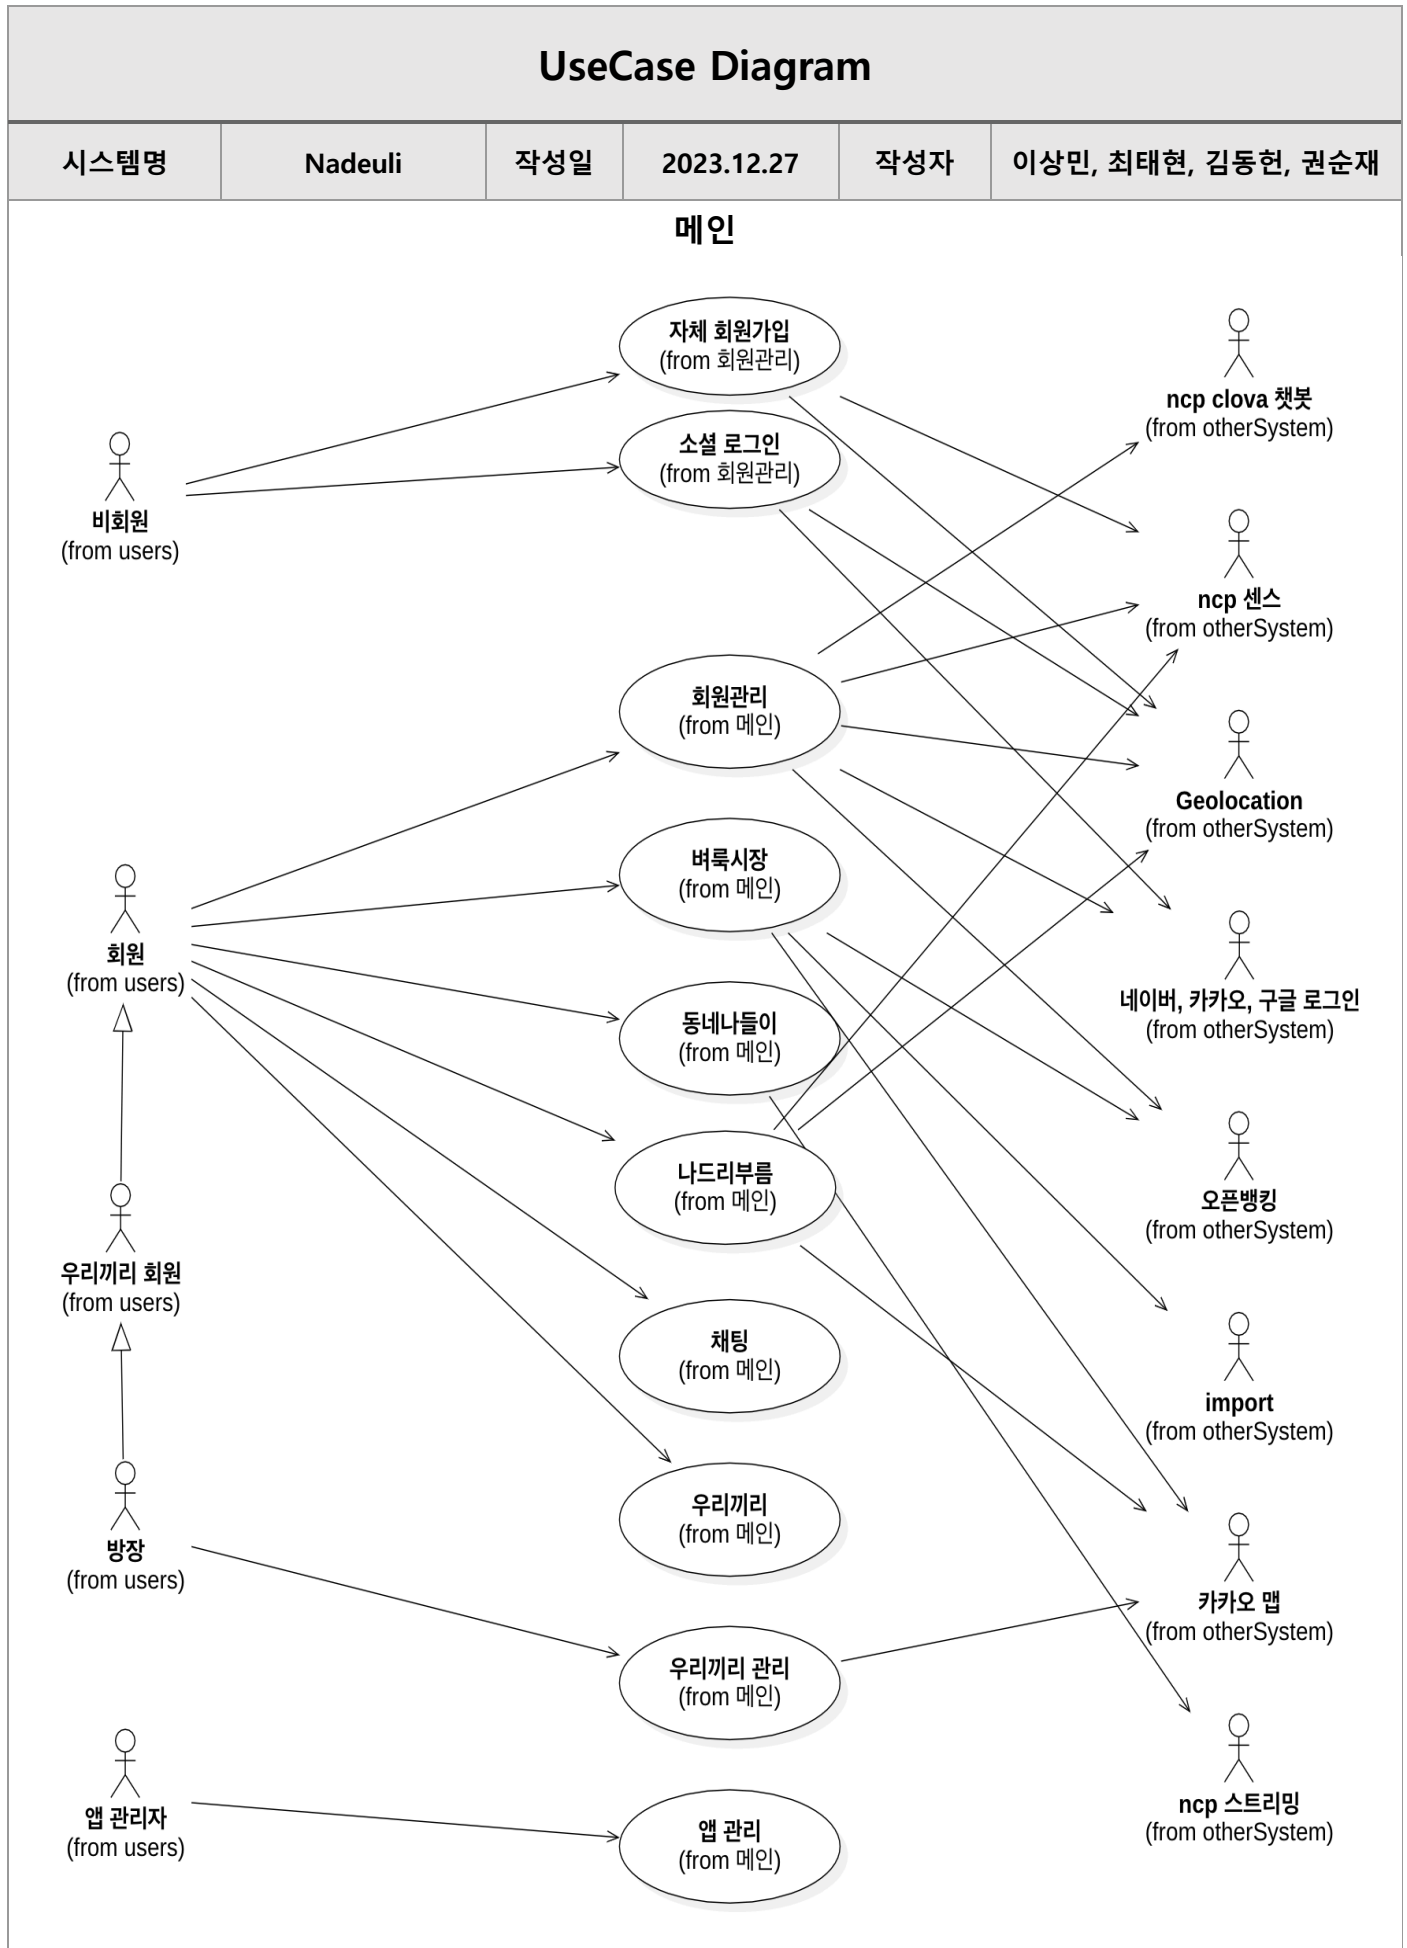 UseCase Diagram
시스템명 Nadeuli 작성일 2023.12.27 작성자 이상민, 최태현, 김동헌, 권순재
메인
비회원
(from users)
회원
(from users)
우리끼리 회원
(from users)
방장
(from users)
앱 관리자
(from users)
자체 회원가입
(from 회원관리)
소셜 로그인
(from 회원관리)
회원관리
(from 메인)
벼룩시장
(from 메인)
동네나들이
(from 메인)
나드리부름
(from 메인)
채팅
(from 메인)
우리끼리
(from 메인)
우리끼리 관리
(from 메인)
앱 관리
(from 메인)
ncp clova 챗봇
(from otherSystem)
ncp 센스
(from otherSystem)
Geolocation
(from otherSystem)
네이버, 카카오, 구글 로그인
(from otherSystem)
오픈뱅킹
(from otherSystem)
import
(from otherSystem)
카카오 맵
(from otherSystem)
ncp 스트리밍
(from otherSystem)